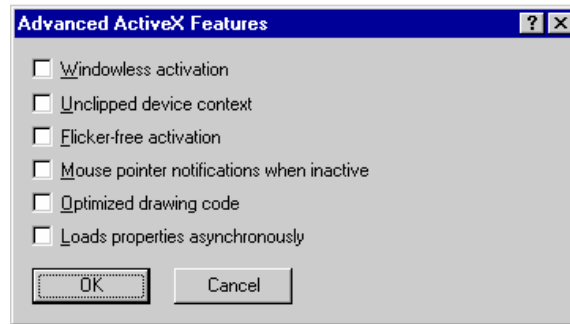 Advanced ActiveX Features
Windowless activation
Unclipped device context
Flicker-free activation
Mouse pointer notifications when inactive
Optimized drawing code
Loads properties asynchronously
OK Cancel